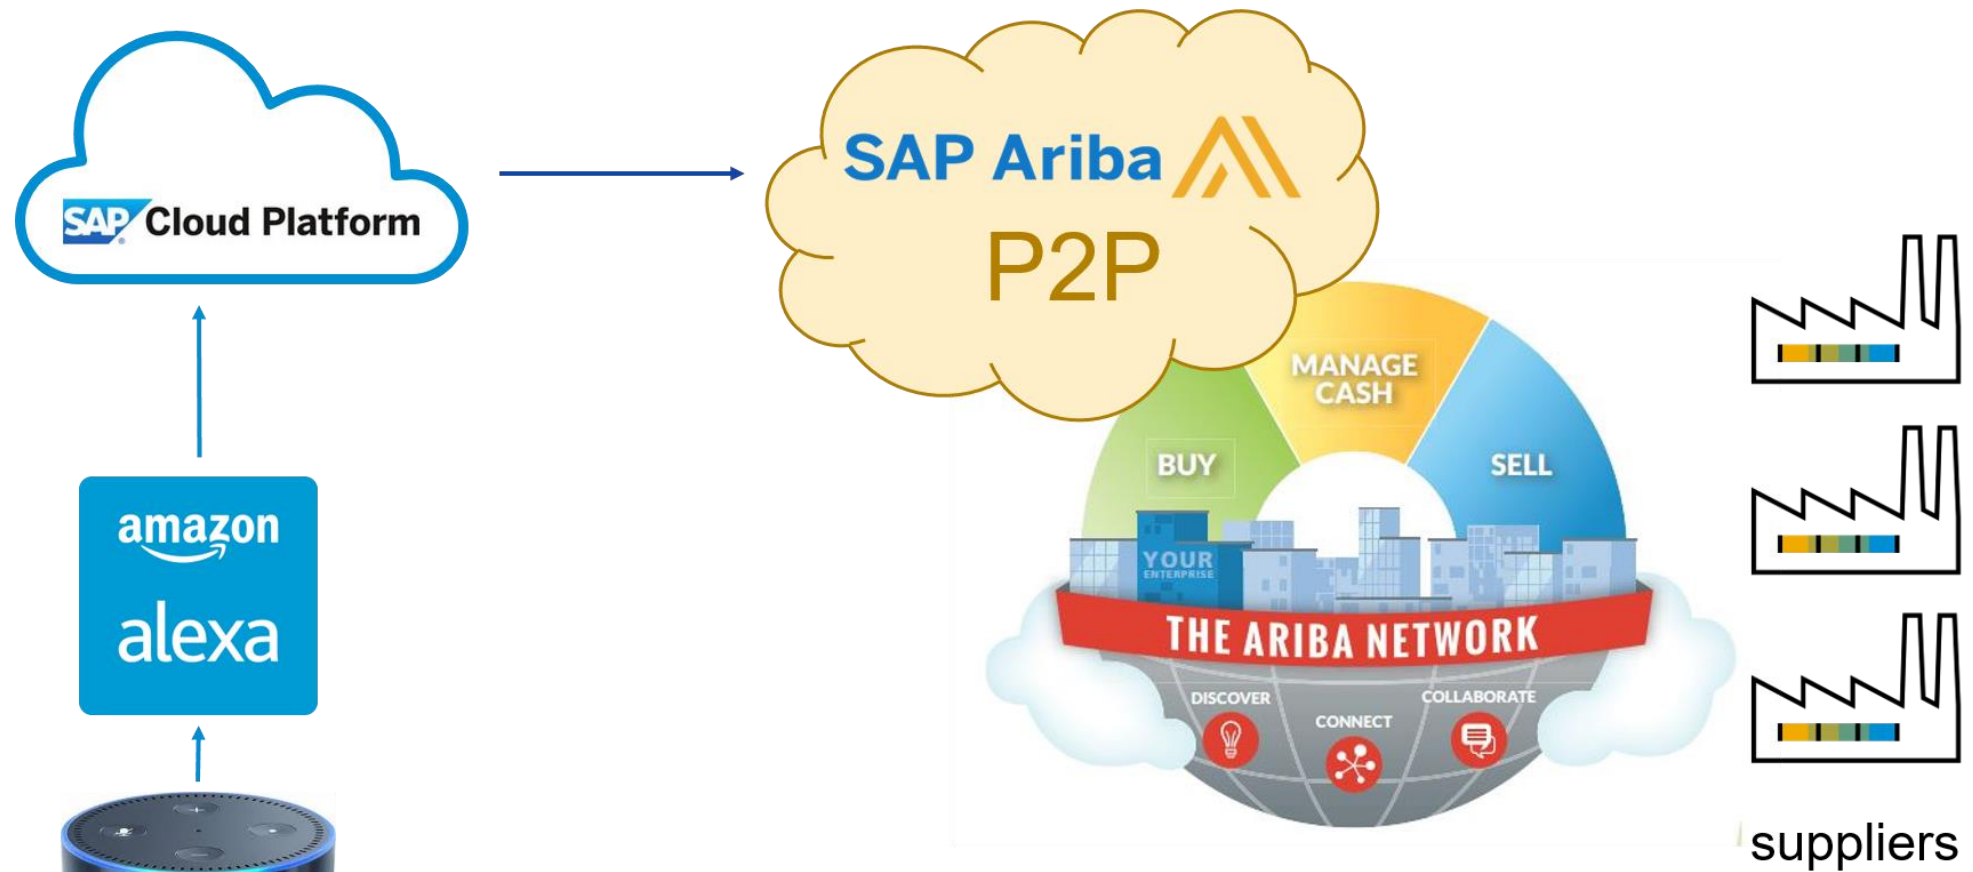 SAP Cloud Platform
amazon
alexa
SAP Ariba
P2P
MANAGE
CASH
BUY
SELL
YOUR
ENTERPRISE
THE ARIBA NETWORK
DISCOVER
CONNECT
COLLABORATE
suppliers